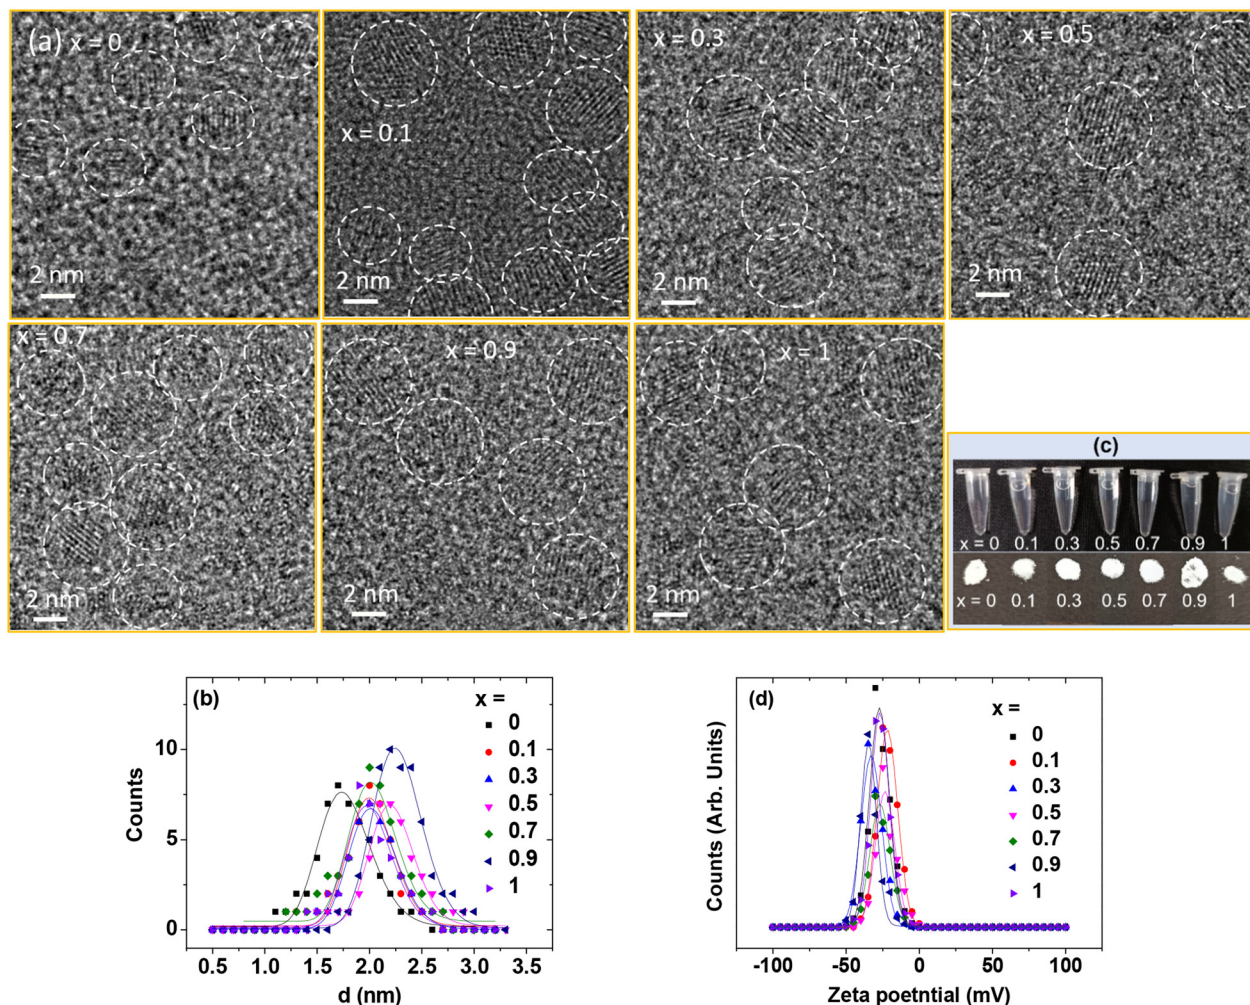 (a) x = 0
x = 0.1
x = 0.3
x = 0.5
2 nm
2 nm
2 nm
2 nm
x = 0.7
x = 0.9
x = 1
2 nm
2 nm
2 nm
(c)
x = 0 0.1 0.3 0.5 0.7 0.9 1
x = 0 0.1 0.3 0.5 0.7 0.9 1
(b)
x =
0
0.1
0.3
0.5
0.7
0.9
1
10
5
0
Counts
0.5 1.0 1.5 2.0 2.5 3.0 3.5
d (nm)
(d)
x =
0
0.1
0.3
0.5
0.7
0.9
1
Counts (Arb. Units)
-100 -50 0 50 100
Zeta poetntial (mV)